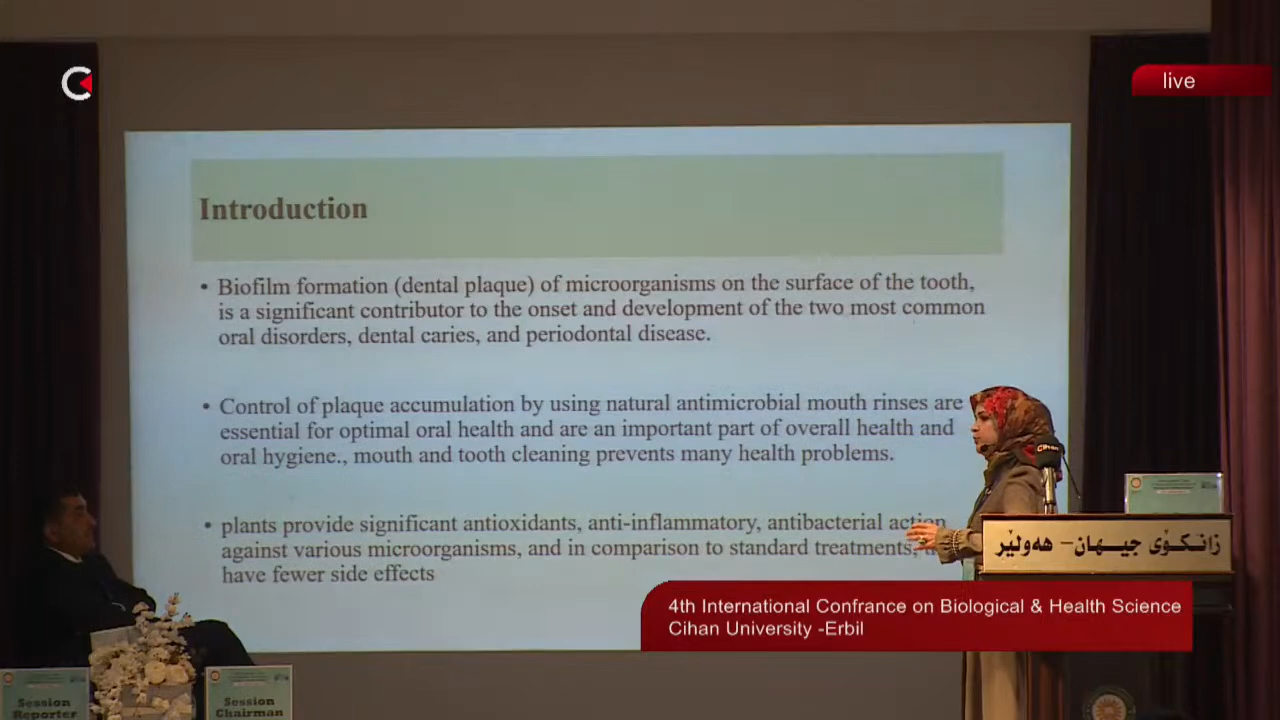 live
Introduction
• Biofilm formation (dental plaque) of microorganisms on the surface of the tooth,
is a significant contributor to the onset and development of the two most common
oral disorders, dental caries, and periodontal disease.
• Control of plaque accumulation by using natural antimicrobial mouth rinses are
essential for optimal oral health and are an important part of overall health and
oral hygiene., mouth and tooth cleaning prevents many health problems.
• plants provide significant antioxidants, anti-inflammatory, antibacterial action
against various microorganisms, and in comparison to standard treatments,
have fewer side effects
Cihan
زانكۆی جیهان - هەولێر
4th International Confrance on Biological & Health Science
Cihan University -Erbil
Session
Reporter
Session
Chairman